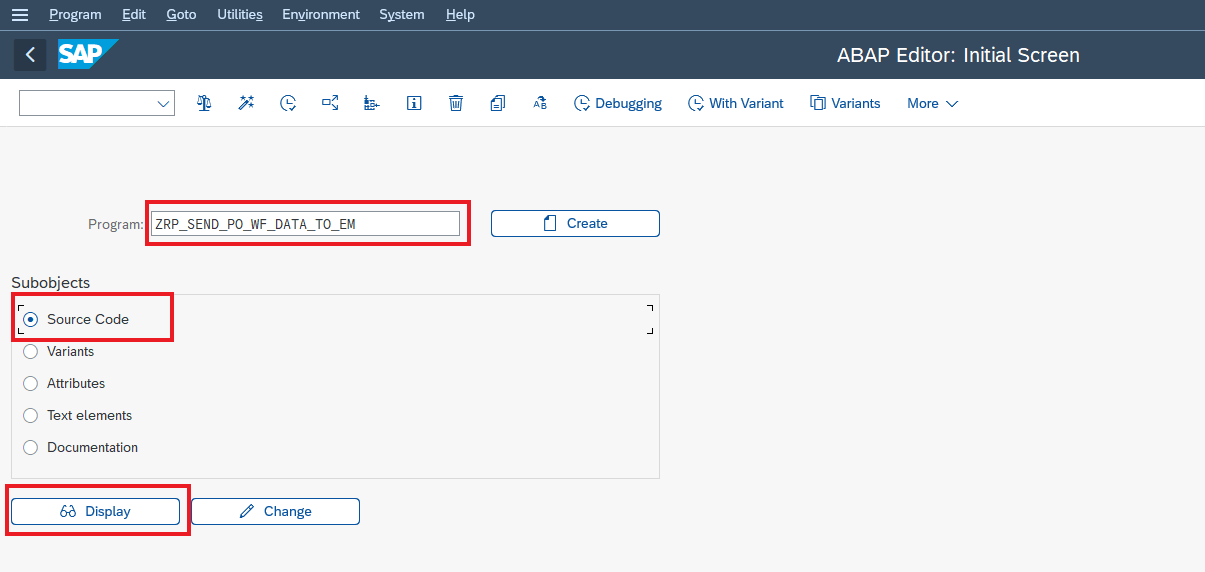 Program Edit Goto Utilities Environment System Help
SAP ABAP Editor: Initial Screen
Debugging With Variant Variants More
Program: ZRP_SEND_PO_WF_DATA_TO_EM Create
Subobjects
Source Code
Variants
Attributes
Text elements
Documentation
Display Change